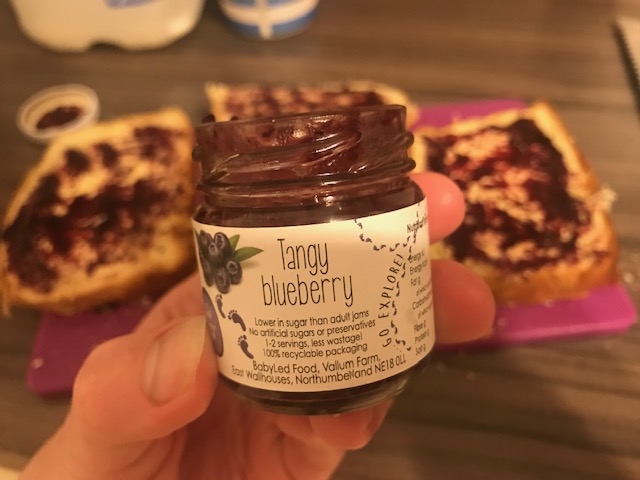 Tangy
blueberry
Lower in sugar than adult jams
No artificial sugars or preservatives
1-2 servings, less wastage!
100% recyclable packaging
BabyLed Food, Vallum Farm,
East Wallhouses, Northumberland NE18 0LL
GO EXPLORE!